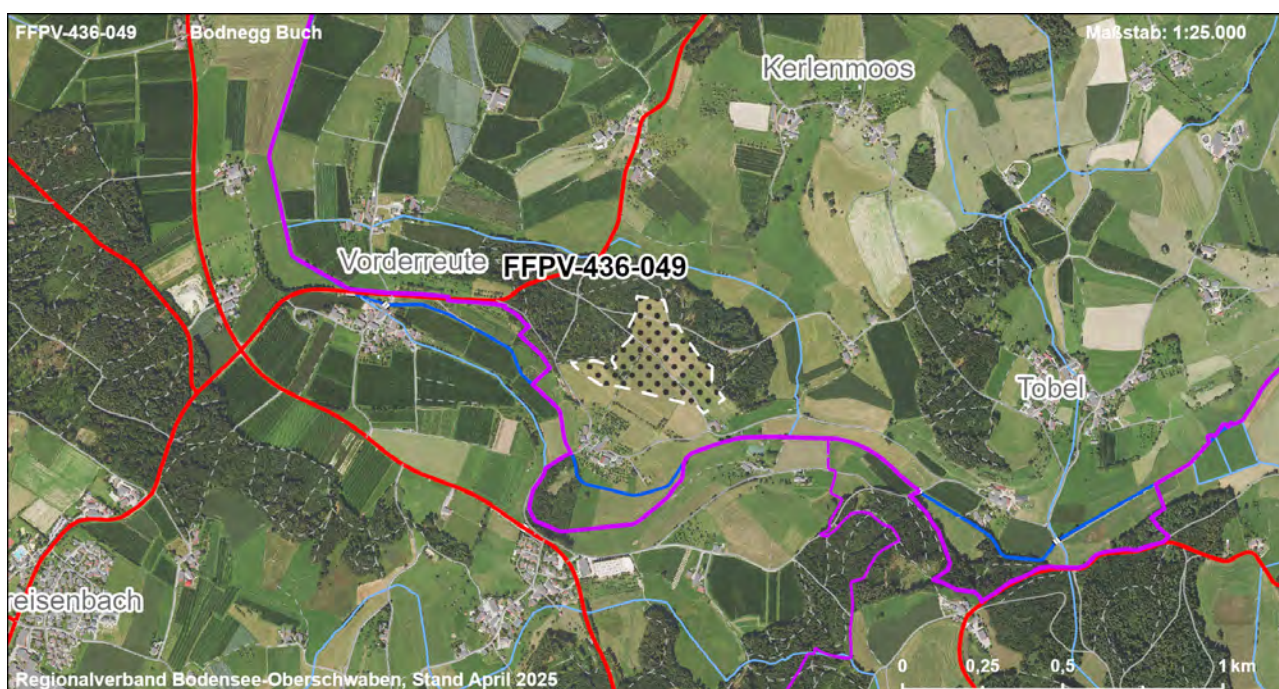 FFPV-436-049 Bodnegg Buch Maßstab: 1:25.000
Kerlenmoos
Vorderreute FFPV-436-049
Tobel
reisenbach
0 0,25 0,5 1 km
Regionalverband Bodensee-Oberschwaben, Stand April 2025